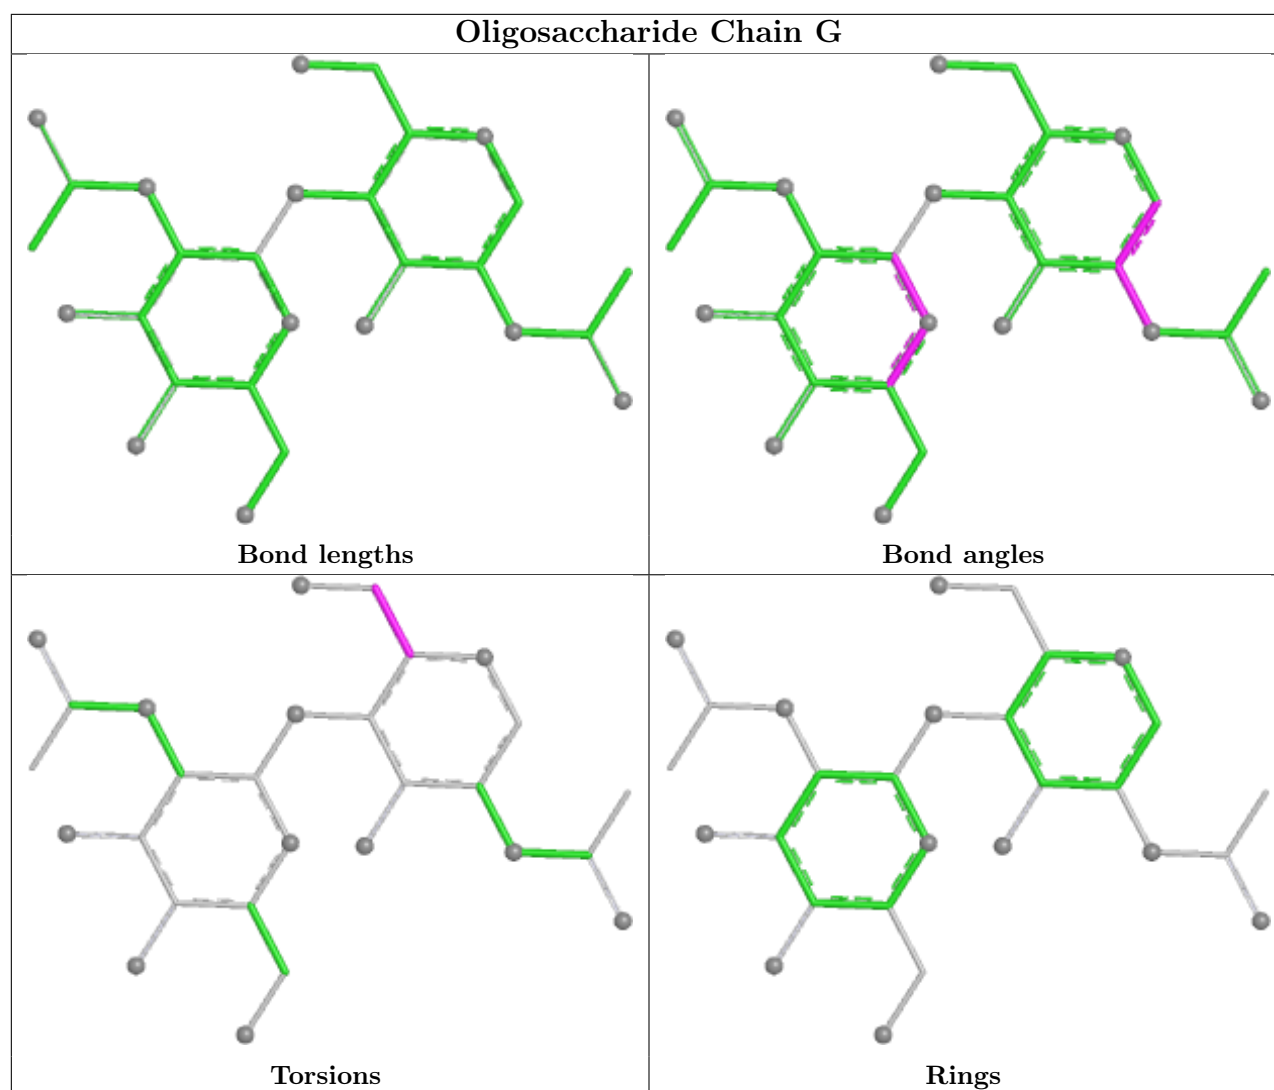 Oligosaccharide Chain G
Bond lengths
Bond angles
Torsions
Rings